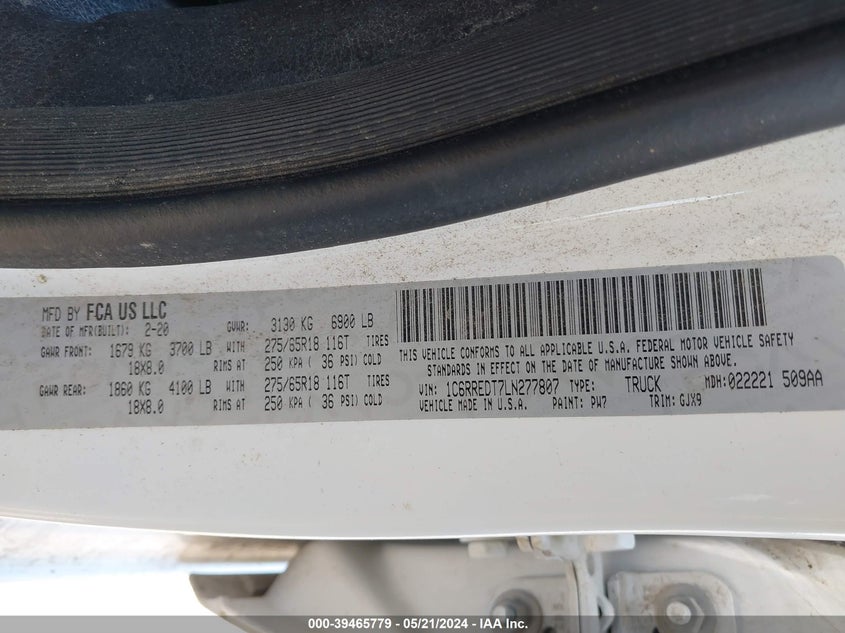 MFD BY FCA US LLC
DATE OF MFR(BUILT): 2-20 GVWR: 3130 KG 6900 LB
GAWR FRONT: 1679 KG 3700 LB WITH 275/65R18 116T TIRES
18X8.0 RIMS AT 250 KPA ( 36 PSI) COLD
GAWR REAR: 1860 KG 4100 LB WITH 275/65R18 116T TIRES
18X8.0 RIMS AT 250 KPA ( 36 PSI) COLD
THIS VEHICLE CONFORMS TO ALL APPLICABLE U.S.A. FEDERAL MOTOR VEHICLE SAFETY
STANDARDS IN EFFECT ON THE DATE OF MANUFACTURE SHOWN ABOVE.
VIN: 1C6RREDT7LN277807 TYPE: TRUCK MDH:022221 509AA
VEHICLE MADE IN U.S.A. PAINT: PW7 TRIM: GJX9
000-39465779 - 05/21/2024 - IAA Inc.